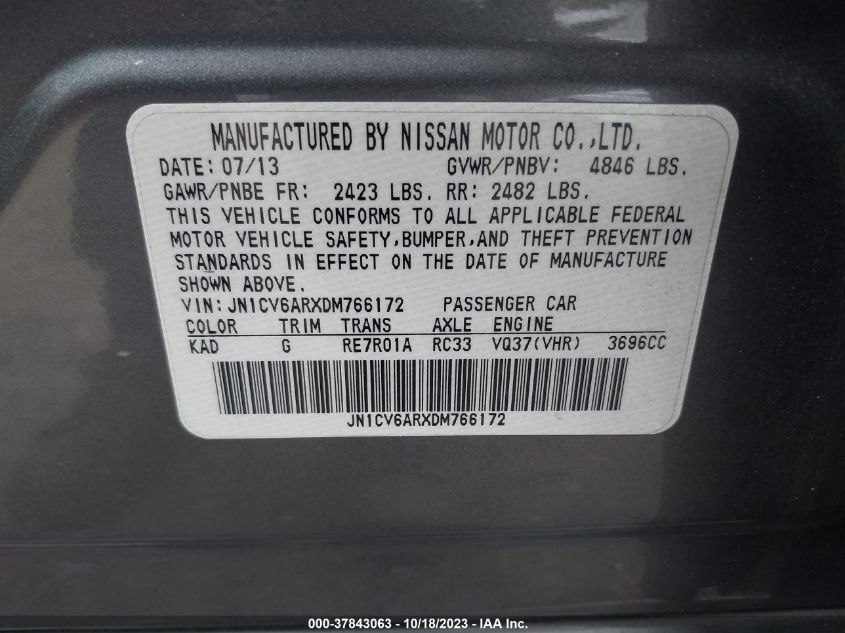 MANUFACTURED BY NISSAN MOTOR CO.,LTD.
DATE: 07/13 GVWR/PNBV: 4846 LBS.
GAWR/PNBE FR: 2423 LBS. RR: 2482 LBS.
THIS VEHICLE CONFORMS TO ALL APPLICABLE FEDERAL
MOTOR VEHICLE SAFETY,BUMPER,AND THEFT PREVENTION
STANDARDS IN EFFECT ON THE DATE OF MANUFACTURE
SHOWN ABOVE.
VIN: JN1CV6ARXDM766172 PASSENGER CAR
COLOR TRIM TRANS AXLE ENGINE
KAD G RE7R01A RC33 VQ37(VHR) 3696CC
JN1CV6ARXDM766172
000-37843063 - 10/18/2023 - IAA Inc.